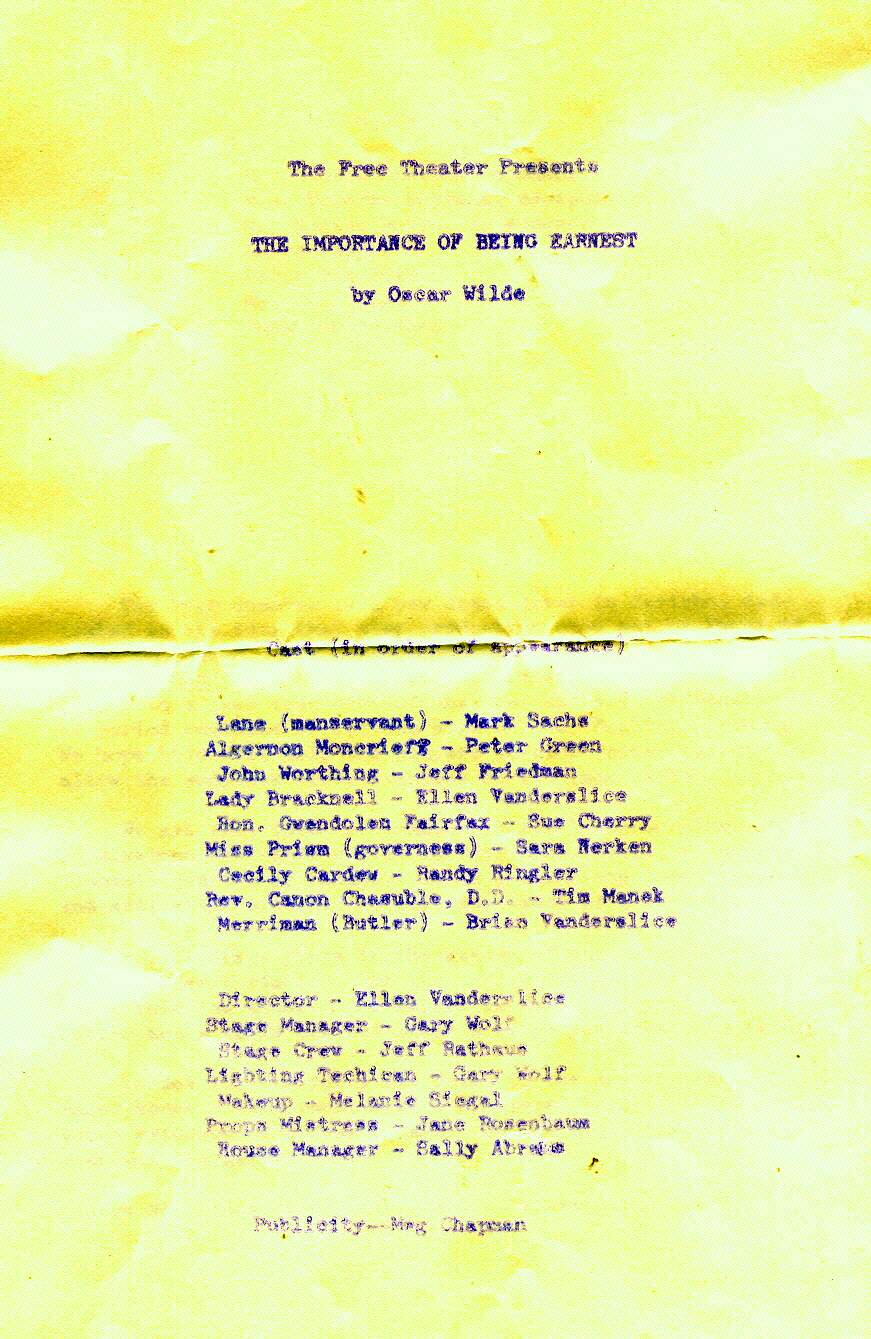 The Free Theater Presents
THE IMPORTANCE OF BEING EARNEST
by Oscar Wilde
Cast (in order of appearance)
Lane (manservant) - Mark Sachs
Algernon Moncrieff - Peter Green
John Worthing - Jeff Friedman
Lady Bracknell - Ellen Vanderslice
Hon. Gwendolen Fairfax - Sue Cherry
Miss Prism (governess) - Sara Nerken
Cecily Cardew - Randy Ringler
Rev. Canon Chasuble, D.D. - Tim Manek
Merriman (Butler) - Brian Vanderslice
Director - Ellen Vanderslice
Stage Manager - Gary Wolf
Stage Crew - Jeff Rathaus
Lighting Techican - Gary Wolf
Makeup - Melanie Siegal
Props Mistress - Jane Rosenbaum
House Manager - Sally Abrams
Publicity--Meg Chapman